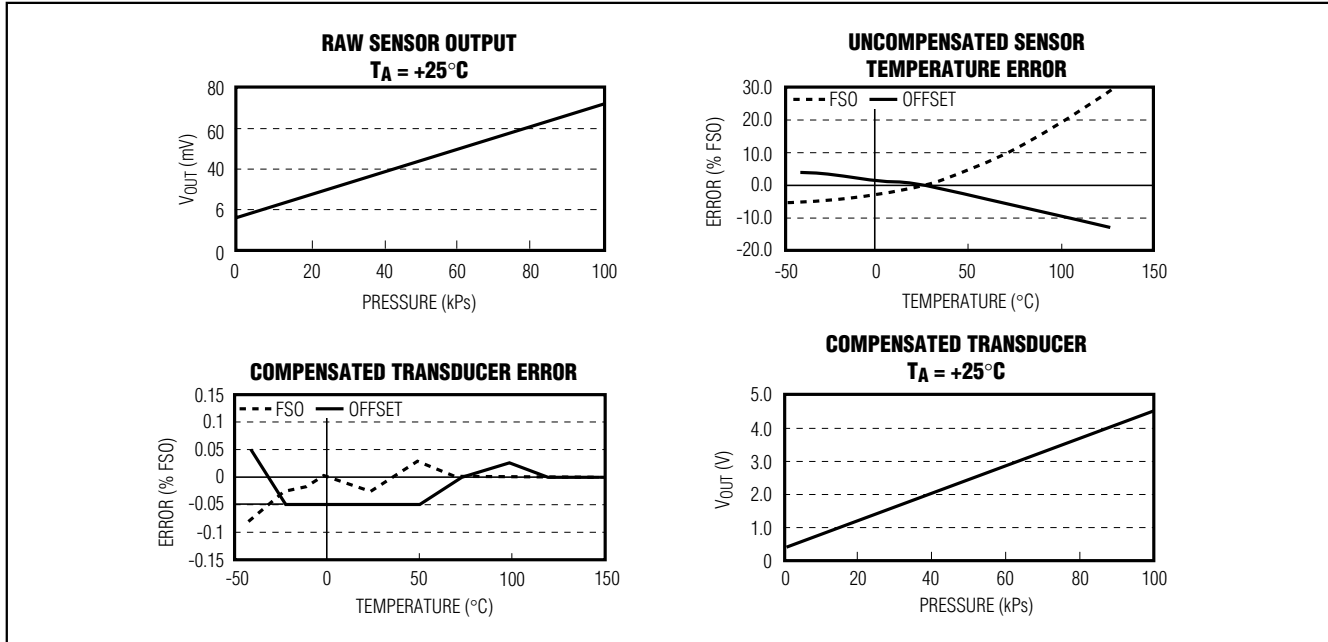 RAW SENSOR OUTPUT
TA = +25°C
80
60
40
6
0
VOUT (mV)
0 20 40 60 80 100
PRESSURE (kPs)
UNCOMPENSATED SENSOR
TEMPERATURE ERROR
30.0
20.0
10.0
0.0
-10.0
-20.0
ERROR (% FSO)
FSO OFFSET
-50 0 50 100 150
TEMPERATURE (°C)
COMPENSATED TRANSDUCER ERROR
0.15
0.1
0.05
0
-0.05
-0.1
-0.15
ERROR (% FSO)
FSO OFFSET
-50 0 50 100 150
TEMPERATURE (°C)
COMPENSATED TRANSDUCER
TA = +25°C
5.0
4.0
3.0
2.0
1.0
0
VOUT (V)
0 20 40 60 80 100
PRESSURE (kPs)